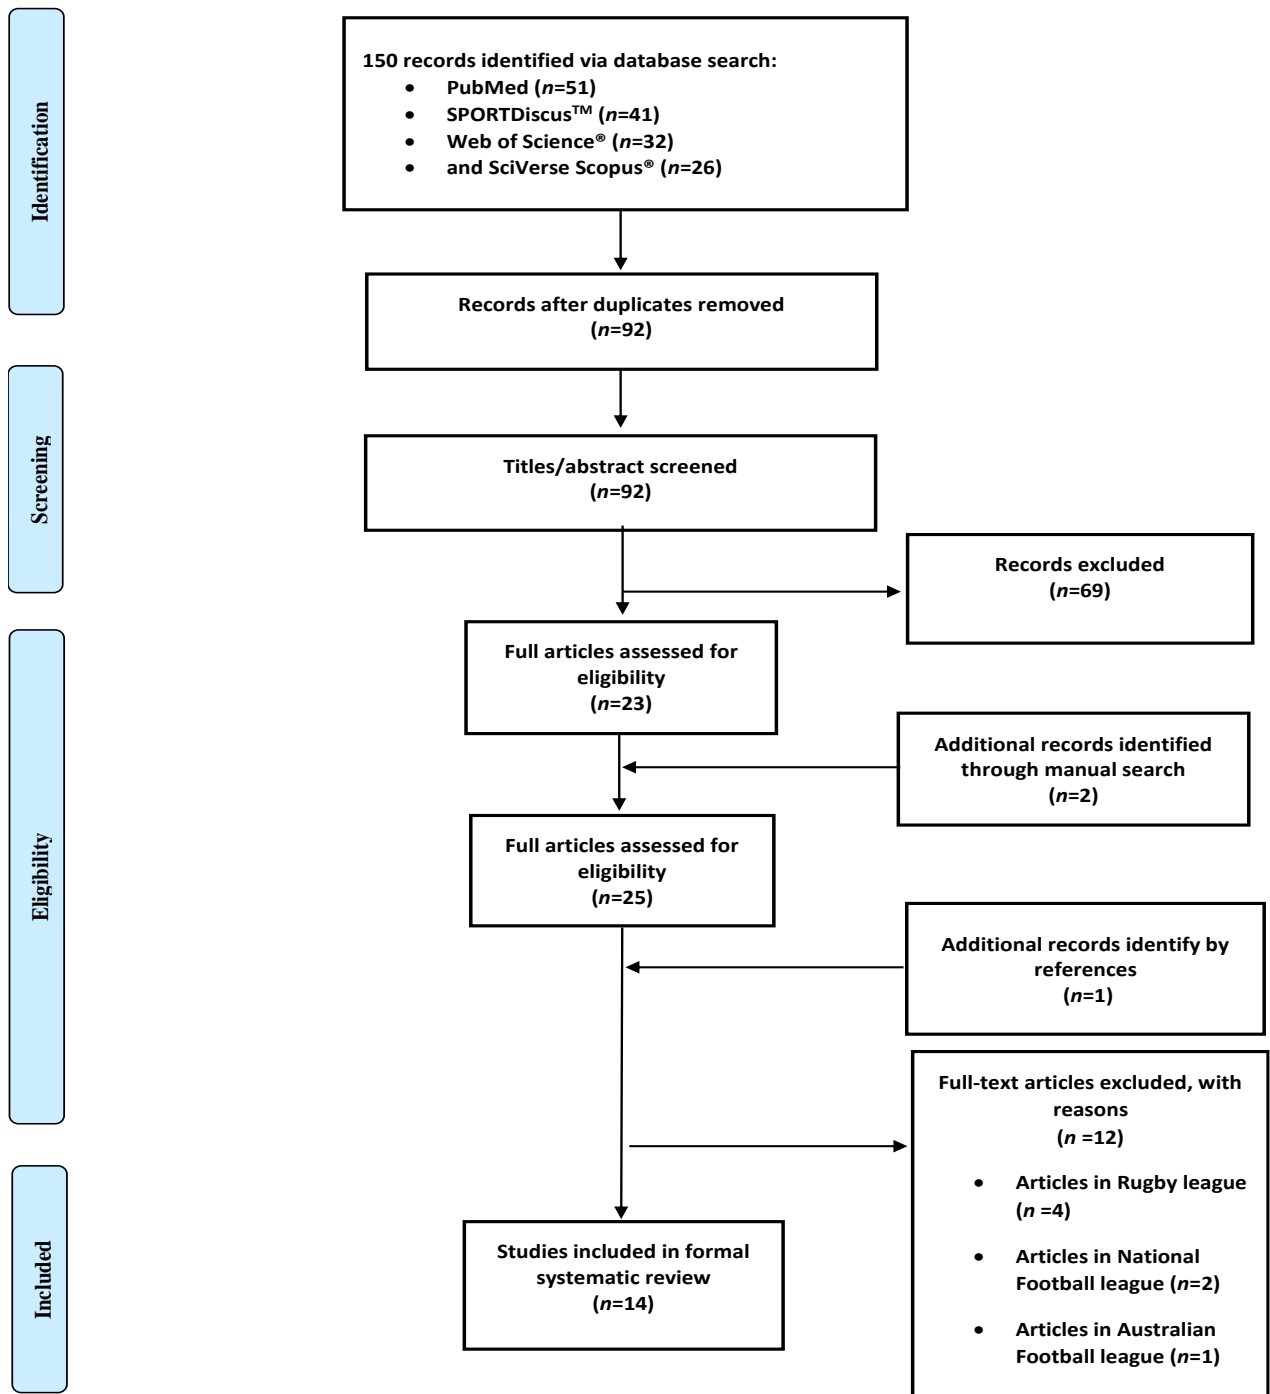 Identification
150 records identified via database search:
• PubMed (n=51)
• SPORTDiscus™ (n=41)
• Web of Science® (n=32)
• and SciVerse Scopus® (n=26)
Records after duplicates removed
(n=92)
Screening
Titles/abstract screened
(n=92)
Records excluded
(n=69)
Eligibility
Full articles assessed for
eligibility
(n=23)
Additional records identified
through manual search
(n=2)
Full articles assessed for
eligibility
(n=25)
Additional records identify by
references
(n=1)
Full-text articles excluded, with
reasons
(n =12)
• Articles in Rugby league
(n =4)
• Articles in National
Football league (n=2)
• Articles in Australian
Football league (n=1)
Included
Studies included in formal
systematic review
(n=14)